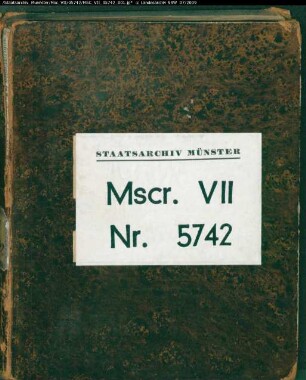 STAATSARCHIV MÜNSTER
Mscr. VII
Nr. 5742